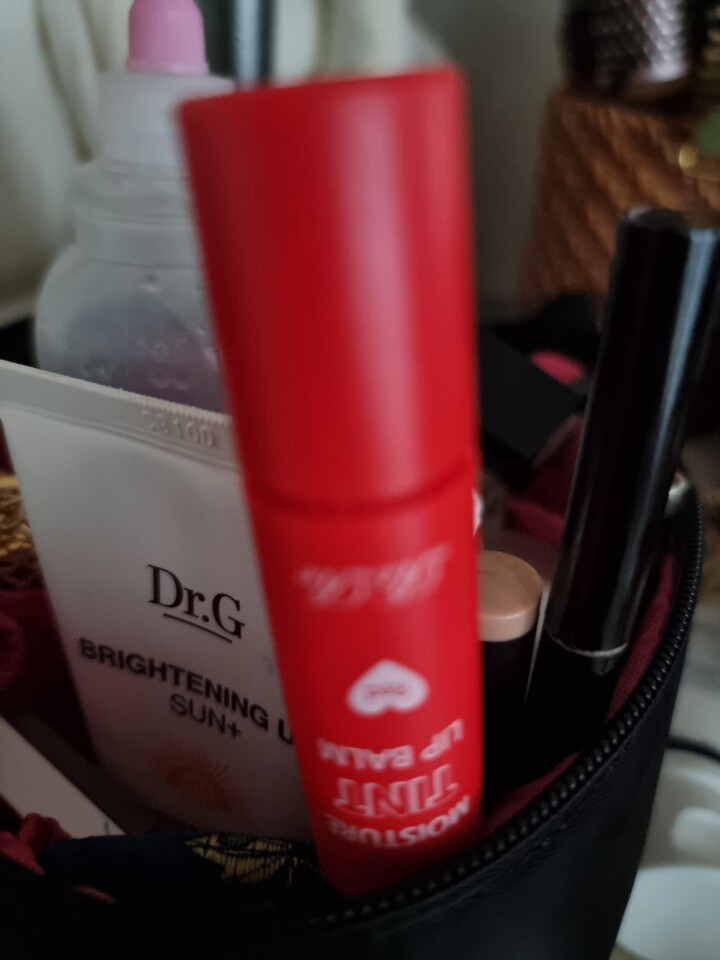 Dr.G
BRIGHTENING U
SUN+
MOISTURE
TINT
LIP BALM